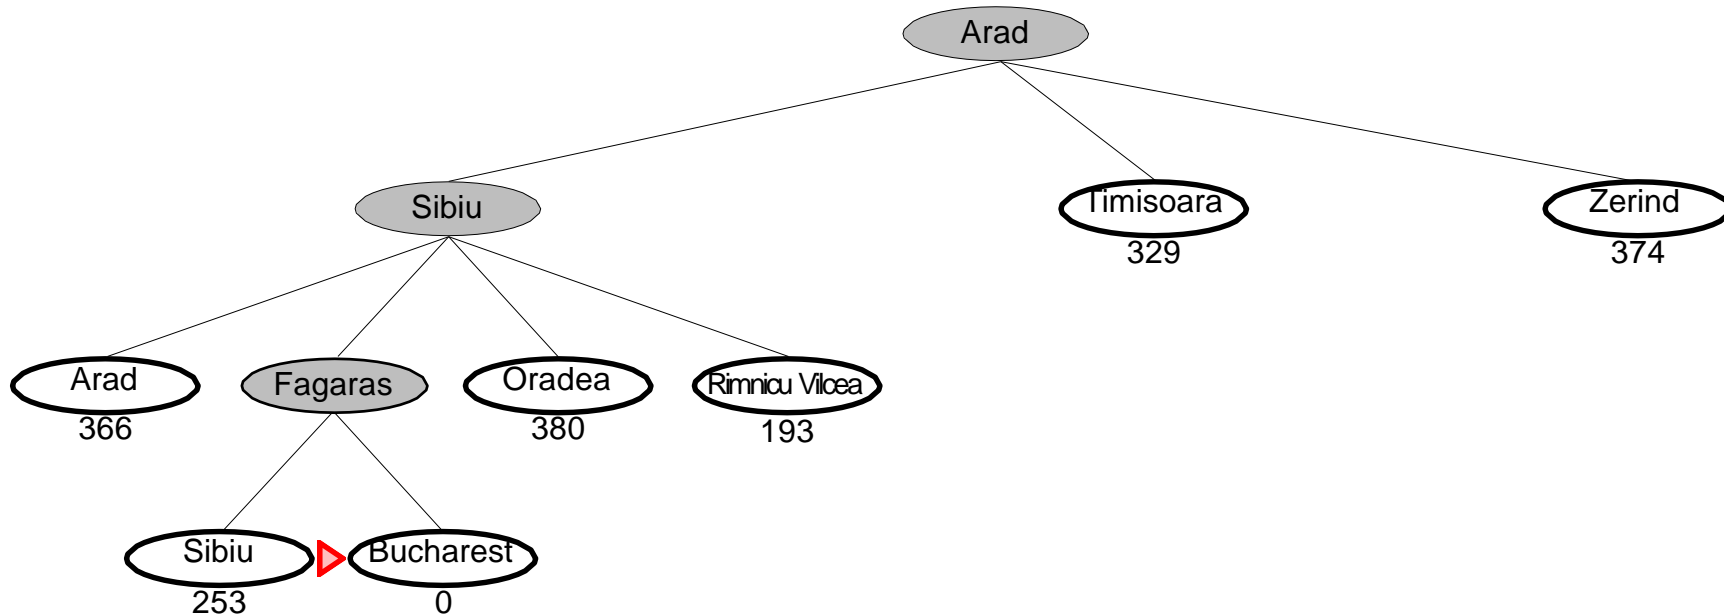 Arad
Sibiu
Timisoara
Zerind
329
374
Arad
Fagaras
Oradea
Rimnicu Vilcea
366
380
193
Sibiu
Bucharest
253
0